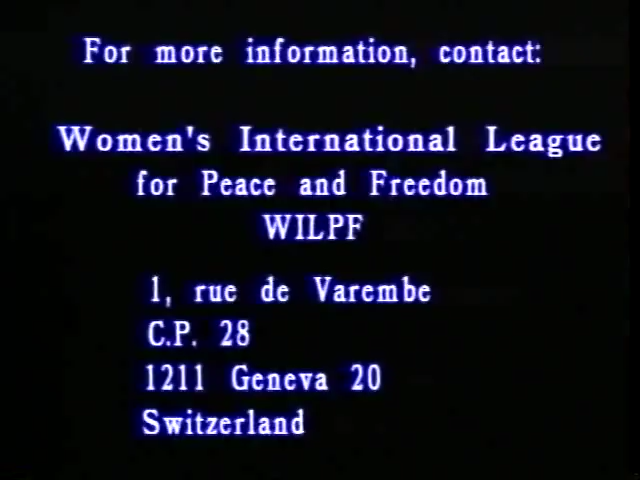 For more information, contact:
Women's International League
for Peace and Freedom
WILPF
1, rue de Varembe
C.P. 28
1211 Geneva 20
Switzerland